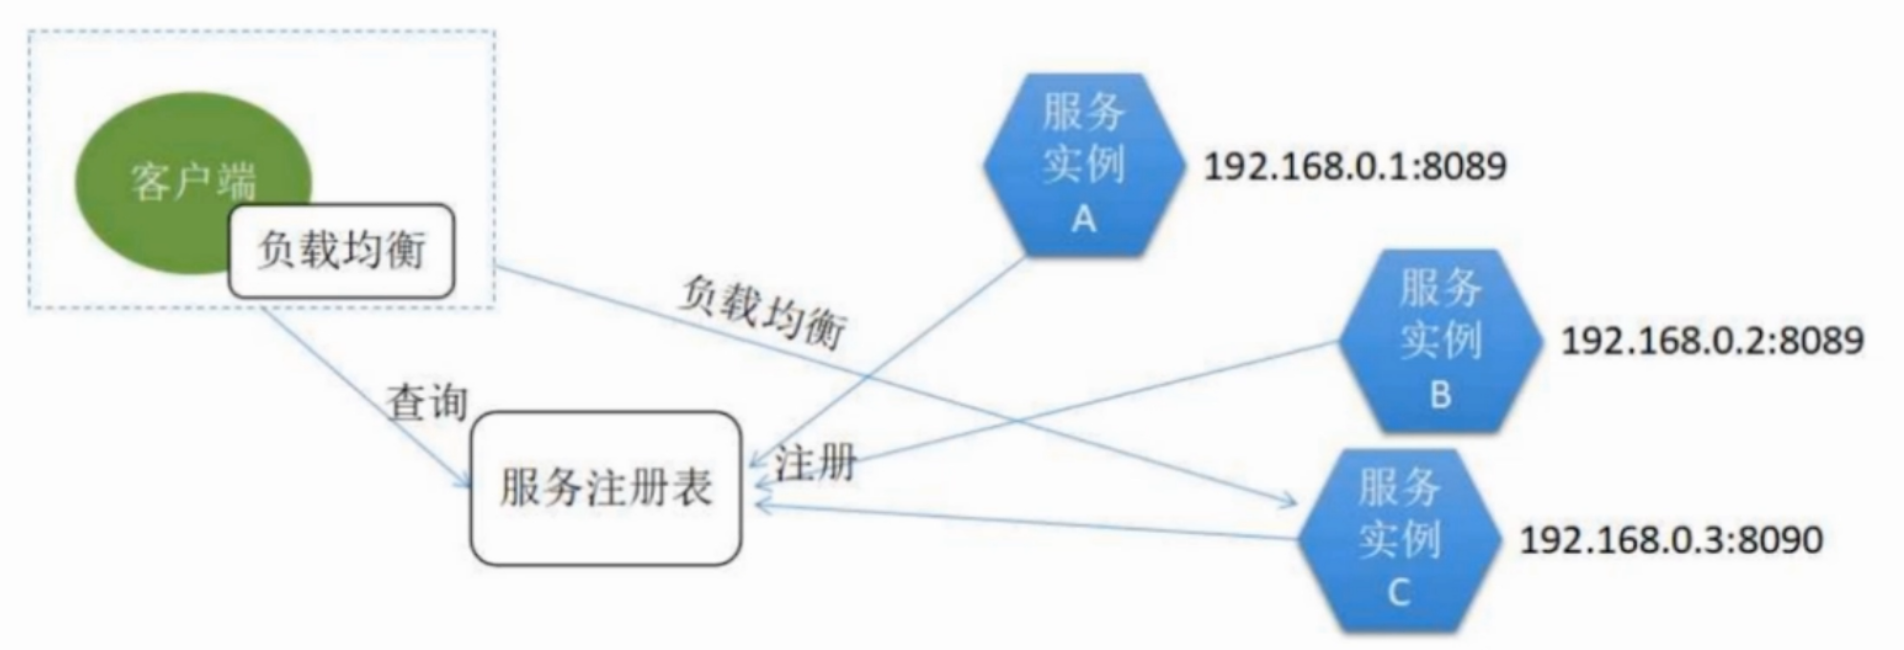 客户端
负载均衡
负载均衡
查询
服务注册表
注册
服务
实例
A
192.168.0.1:8089
服务
实例
B
192.168.0.2:8089
服务
实例
C
192.168.0.3:8090